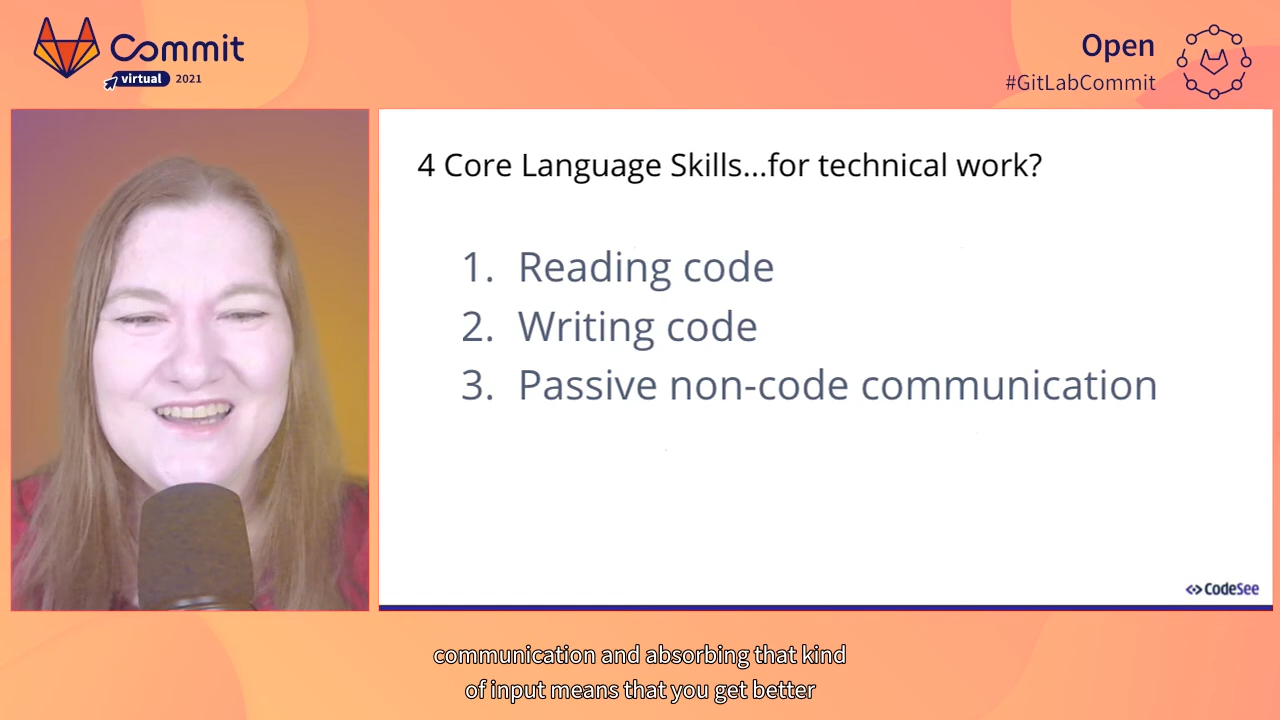 Commit
virtual 2021
Open
#GitLabCommit
4 Core Language Skills...for technical work?
1. Reading code
2. Writing code
3. Passive non-code communication
CodeSee
communication and absorbing that kind
of input means that you get better